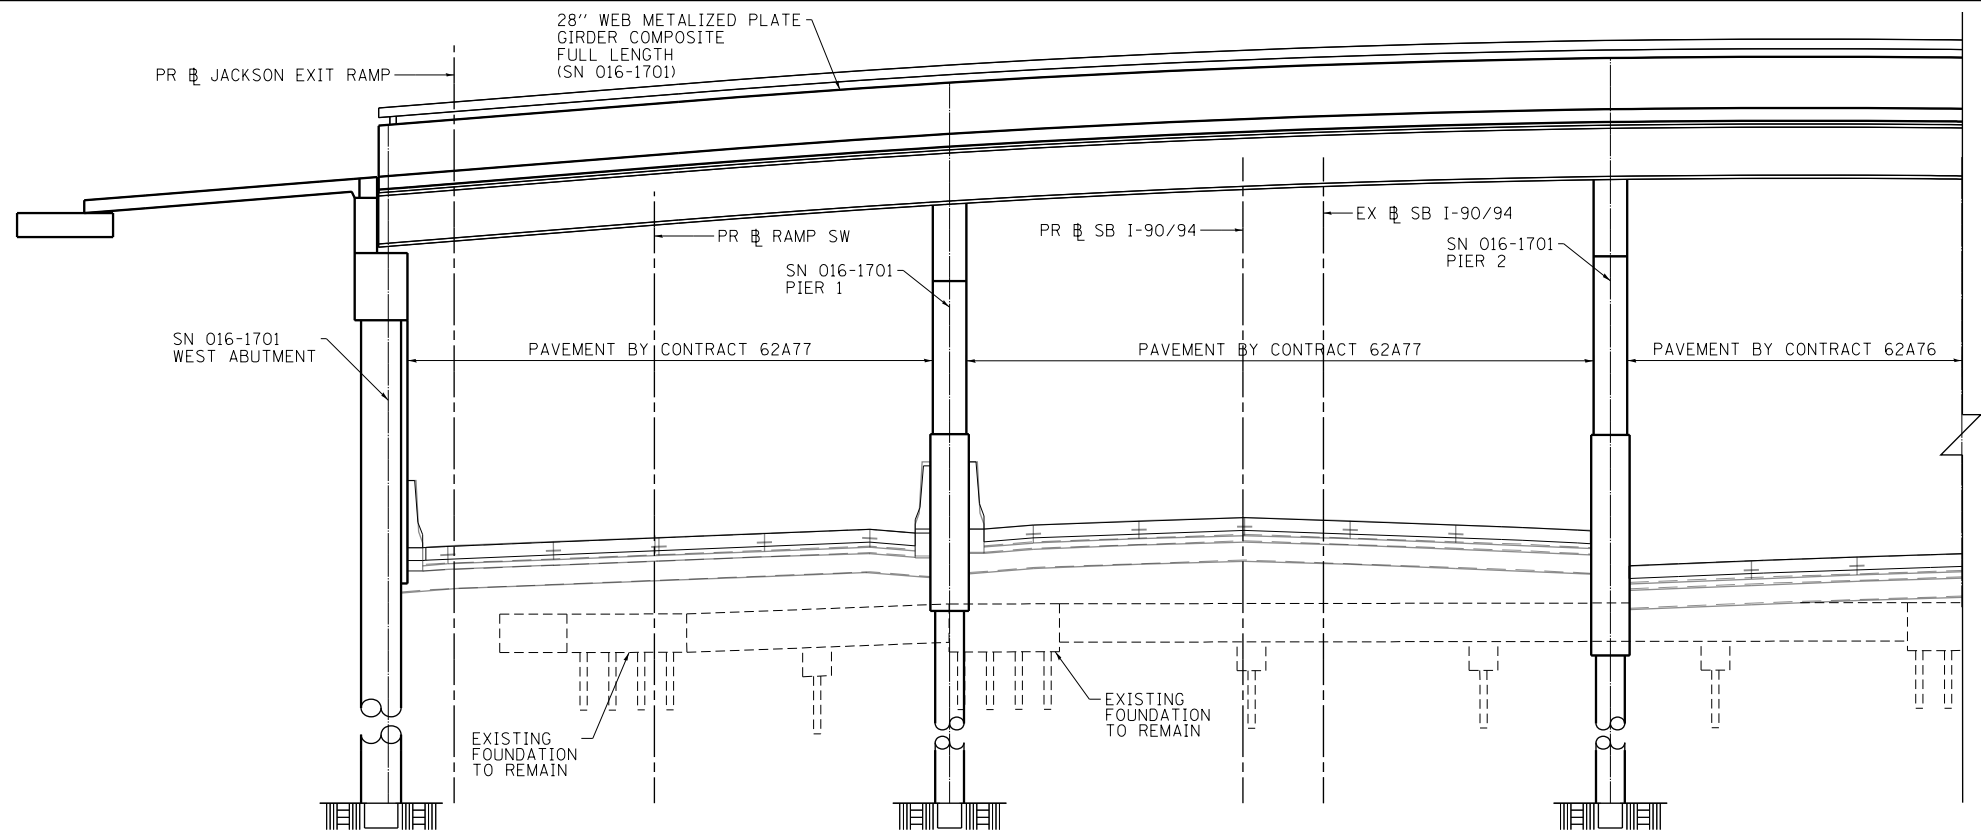 28'' WEB METALIZED PLATE
GIRDER COMPOSITE
FULL LENGTH
(SN 016-1701)
PR ⅊ JACKSON EXIT RAMP
PR ⅊ RAMP SW
PR ⅊ SB I-90/94
EX ⅊ SB I-90/94
SN 016-1701
PIER 1
SN 016-1701
PIER 2
SN 016-1701
WEST ABUTMENT
PAVEMENT BY CONTRACT 62A77
PAVEMENT BY CONTRACT 62A77
PAVEMENT BY CONTRACT 62A76
EXISTING
FOUNDATION
TO REMAIN
EXISTING
FOUNDATION
TO REMAIN